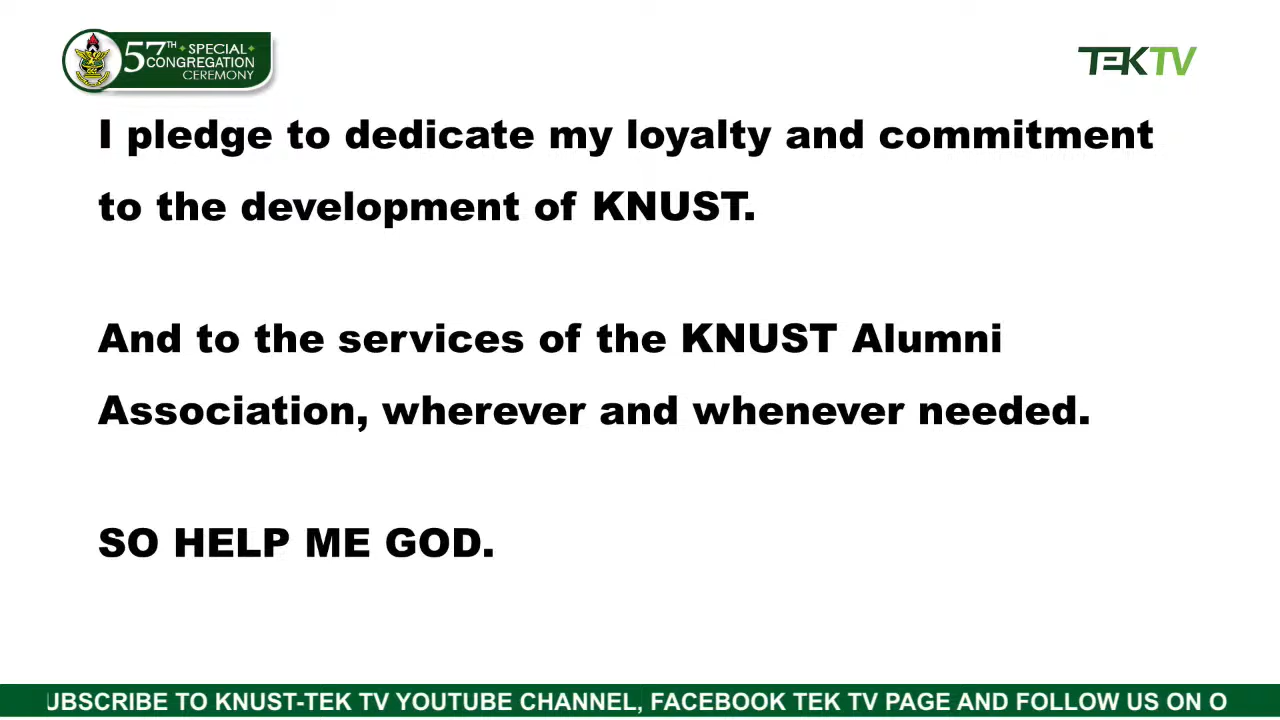 57TH SPECIAL
CONGREGATION
CEREMONY
TEKTV
I pledge to dedicate my loyalty and commitment
to the development of KNUST.
And to the services of the KNUST Alumni
Association, wherever and whenever needed.
SO HELP ME GOD.
UBSCRIBE TO KNUST-TEK TV YOUTUBE CHANNEL, FACEBOOK TEK TV PAGE AND FOLLOW US ON O